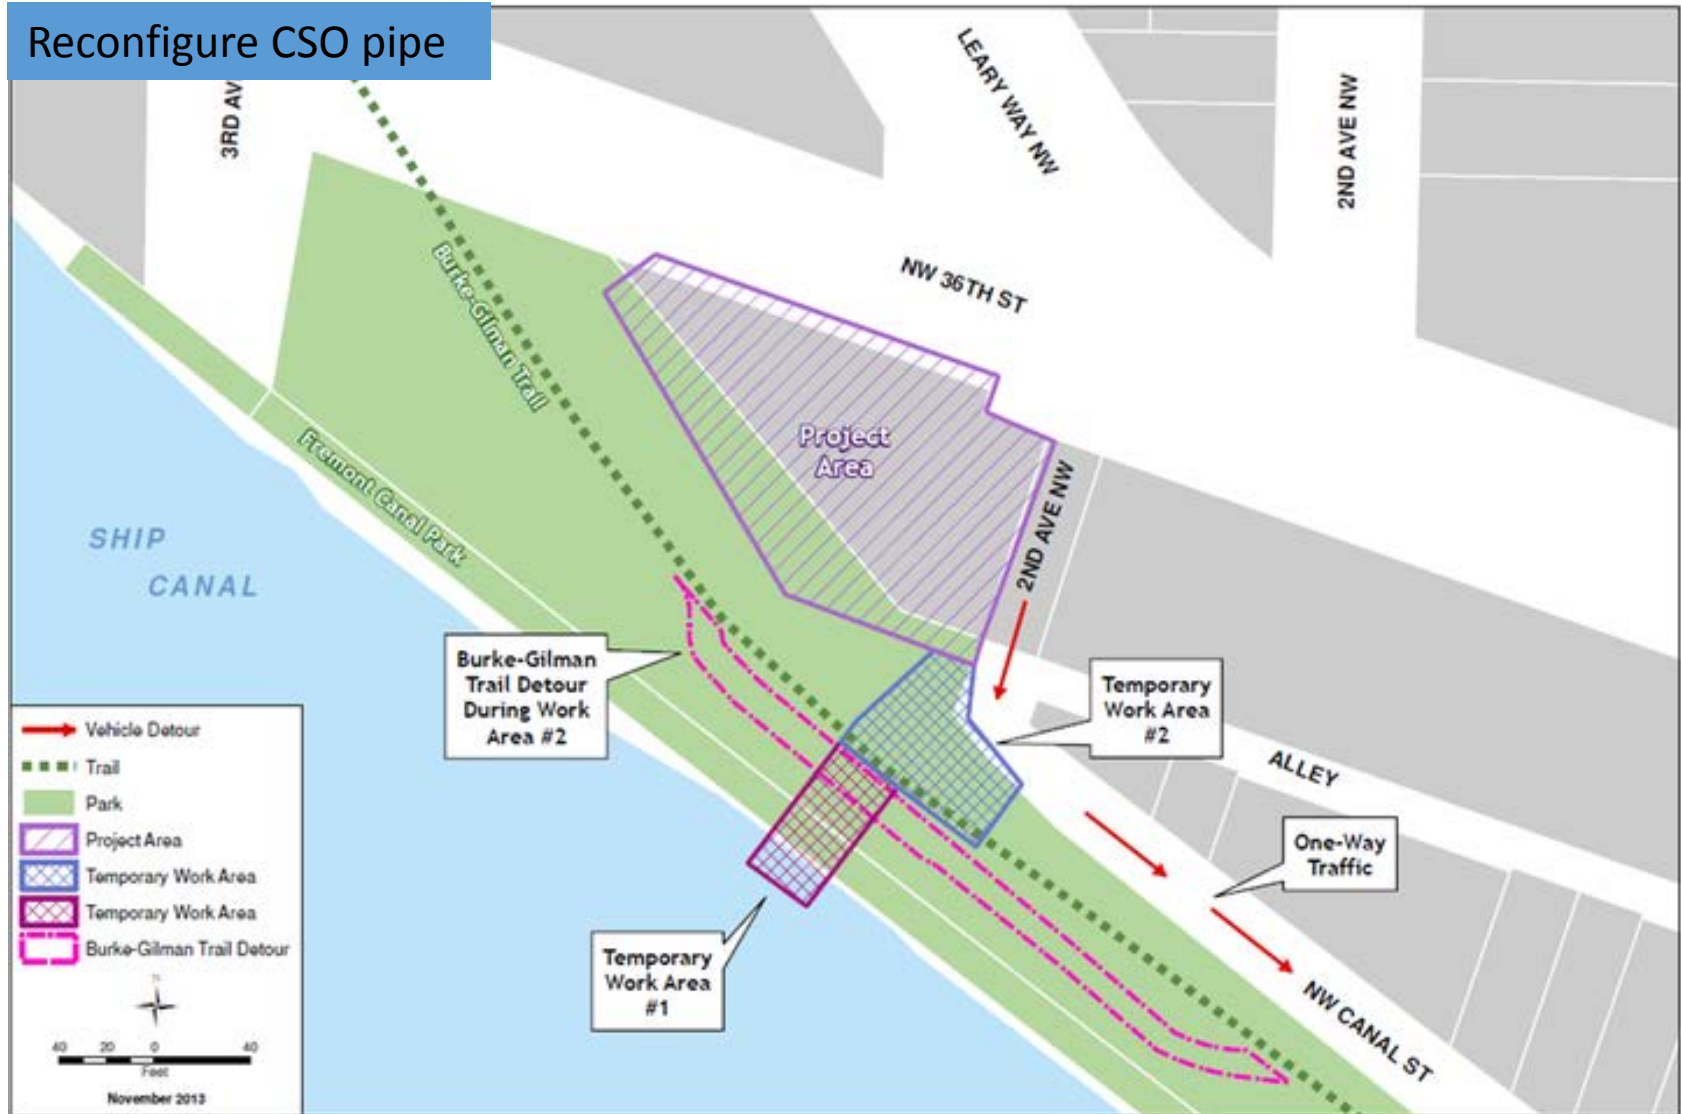 Reconfigure CSO pipe
3RD AV
LEARY WAY NW
2ND AVE NW
NW 36TH ST
Burke-Gilman Trail
Project
Area
Fremont Canal Park
2ND AVE NW
SHIP
CANAL
Burke-Gilman
Trail Detour
During Work
Area #2
Temporary
Work Area
#2
ALLEY
One-Way
Traffic
Temporary
Work Area
#1
NW CANAL ST
Vehicle Detour
Trail
Park
Project Area
Temporary Work Area
Temporary Work Area
Burke-Gilman Trail Detour
N
40 20 0 40
Feet
November 2013